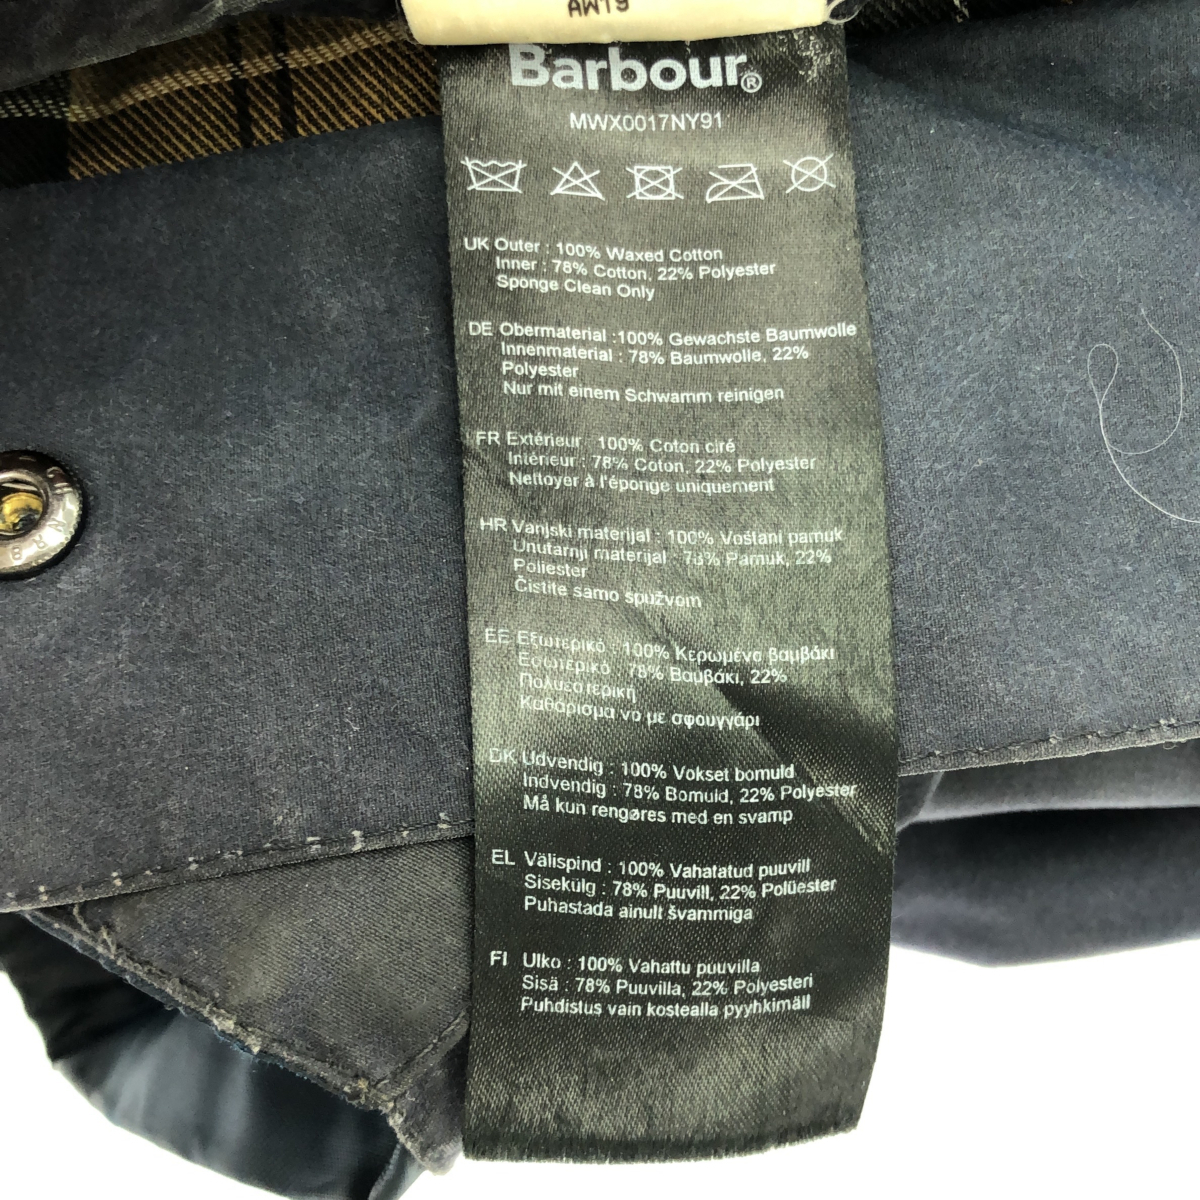 AW19
Barbour®
MWX0017NY91
UK Outer : 100% Waxed Cotton
Inner : 78% Cotton, 22% Polyester
Sponge Clean Only
DE Obermaterial :100% Gewachste Baumwolle
Innenmaterial : 78% Baumwolle, 22%
Polyester
Nur mit einem Schwamm reinigen
FR Extérieur : 100% Coton ciré
Intérieur : 78% Coton, 22% Polyester
Nettoyer à l'éponge uniquement
HR Vanjski materijal : 100% Voštani pamuk
Unutarnji materijal : 78% Pamuk, 22%
Poliester
Čistite samo spužvom
EE Εξωτερικό : 100% Κερωμένο βαμβάκι
Εσωτερικό : 78% Βαμβάκι, 22%
Πολυεστερική
Καθάρισμα νο με σφουγγάρι
DK Udvendig : 100% Vokset bomuld
Indvendig : 78% Bomuld, 22% Polyester
Må kun rengøres med en svamp
EL Välispind : 100% Vahatatud puuvill
Sisekülg : 78% Puuvill, 22% Polüester
Puhastada ainult švammiga
FI Ulko : 100% Vahattu puuvilla
Sisä : 78% Puuvilla, 22% Polyesteri
Puhdistus vain kostealla pyyhkimäll